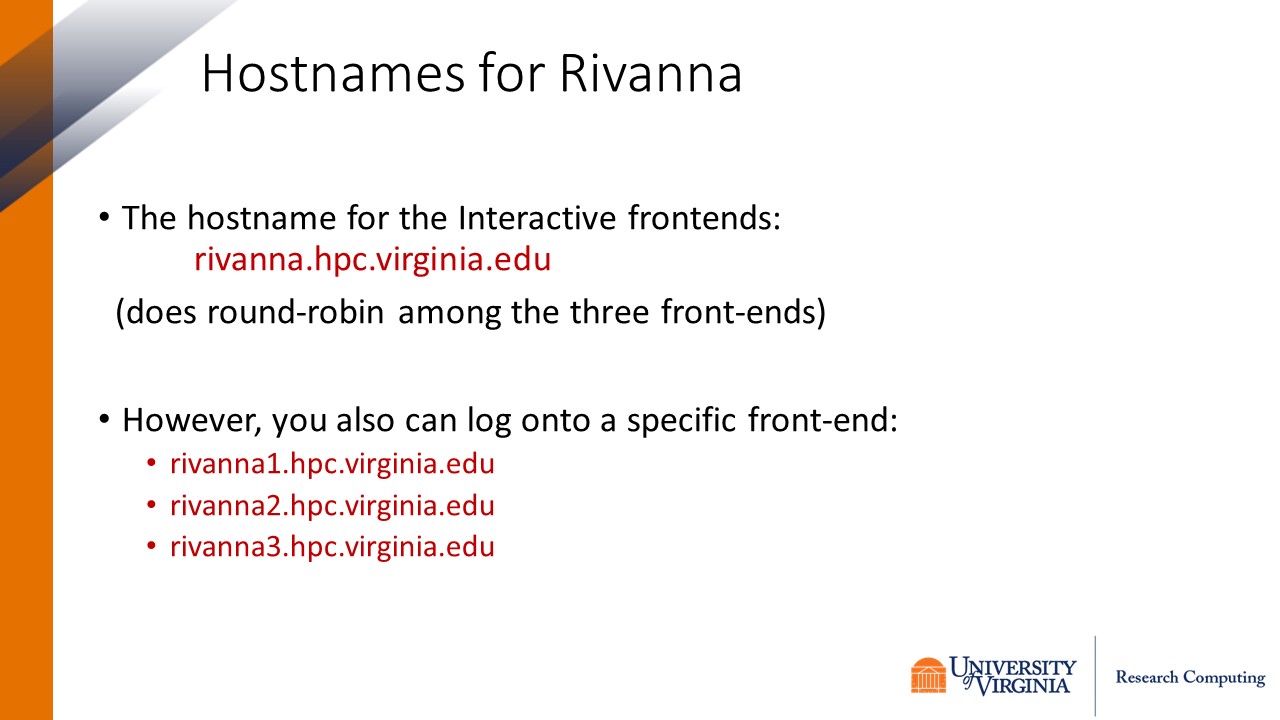 Hostnames for Rivanna
• The hostname for the Interactive frontends:
rivanna.hpc.virginia.edu
(does round-robin among the three front-ends)
• However, you also can log onto a specific front-end:
• rivanna1.hpc.virginia.edu
• rivanna2.hpc.virginia.edu
• rivanna3.hpc.virginia.edu
UNIVERSITY
of VIRGINIA
Research Computing